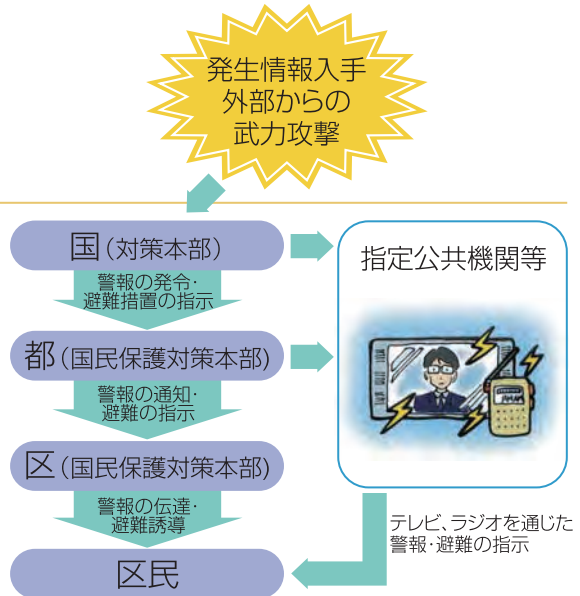 発生情報入手
外部からの
武力攻撃
国(対策本部)
警報の発令・
避難措置の指示
都(国民保護対策本部)
警報の通知・
避難の指示
区(国民保護対策本部)
警報の伝達・
避難誘導
区民
指定公共機関等
テレビ、ラジオを通じた
警報・避難の指示